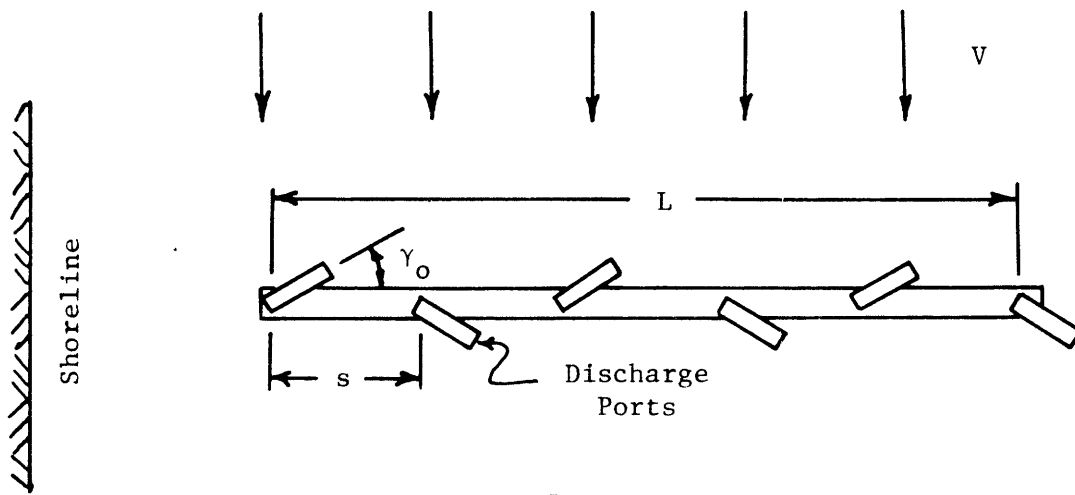 V
L
γo
Shoreline
s
Discharge
Ports